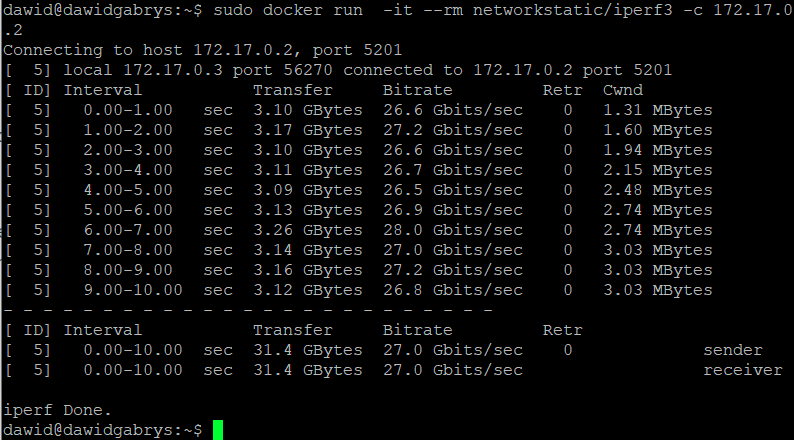 dawid@dawidgabrys:~$ sudo docker run  -it --rm networkstatic/iperf3 -c 172.17.0
.2
Connecting to host 172.17.0.2, port 5201
[  5] local 172.17.0.3 port 56270 connected to 172.17.0.2 port 5201
[ ID] Interval           Transfer     Bitrate         Retr  Cwnd
[  5]   0.00-1.00   sec  3.10 GBytes  26.6 Gbits/sec    0   1.31 MBytes
[  5]   1.00-2.00   sec  3.17 GBytes  27.2 Gbits/sec    0   1.60 MBytes
[  5]   2.00-3.00   sec  3.10 GBytes  26.6 Gbits/sec    0   1.94 MBytes
[  5]   3.00-4.00   sec  3.11 GBytes  26.7 Gbits/sec    0   2.15 MBytes
[  5]   4.00-5.00   sec  3.09 GBytes  26.5 Gbits/sec    0   2.48 MBytes
[  5]   5.00-6.00   sec  3.13 GBytes  26.9 Gbits/sec    0   2.74 MBytes
[  5]   6.00-7.00   sec  3.26 GBytes  28.0 Gbits/sec    0   2.74 MBytes
[  5]   7.00-8.00   sec  3.14 GBytes  27.0 Gbits/sec    0   3.03 MBytes
[  5]   8.00-9.00   sec  3.16 GBytes  27.2 Gbits/sec    0   3.03 MBytes
[  5]   9.00-10.00  sec  3.12 GBytes  26.8 Gbits/sec    0   3.03 MBytes
- - - - - - - - - - - - - - - - - - - - - - - - -
[ ID] Interval           Transfer     Bitrate         Retr
[  5]   0.00-10.00  sec  31.4 GBytes  27.0 Gbits/sec    0             sender
[  5]   0.00-10.00  sec  31.4 GBytes  27.0 Gbits/sec                  receiver

iperf Done.
dawid@dawidgabrys:~$